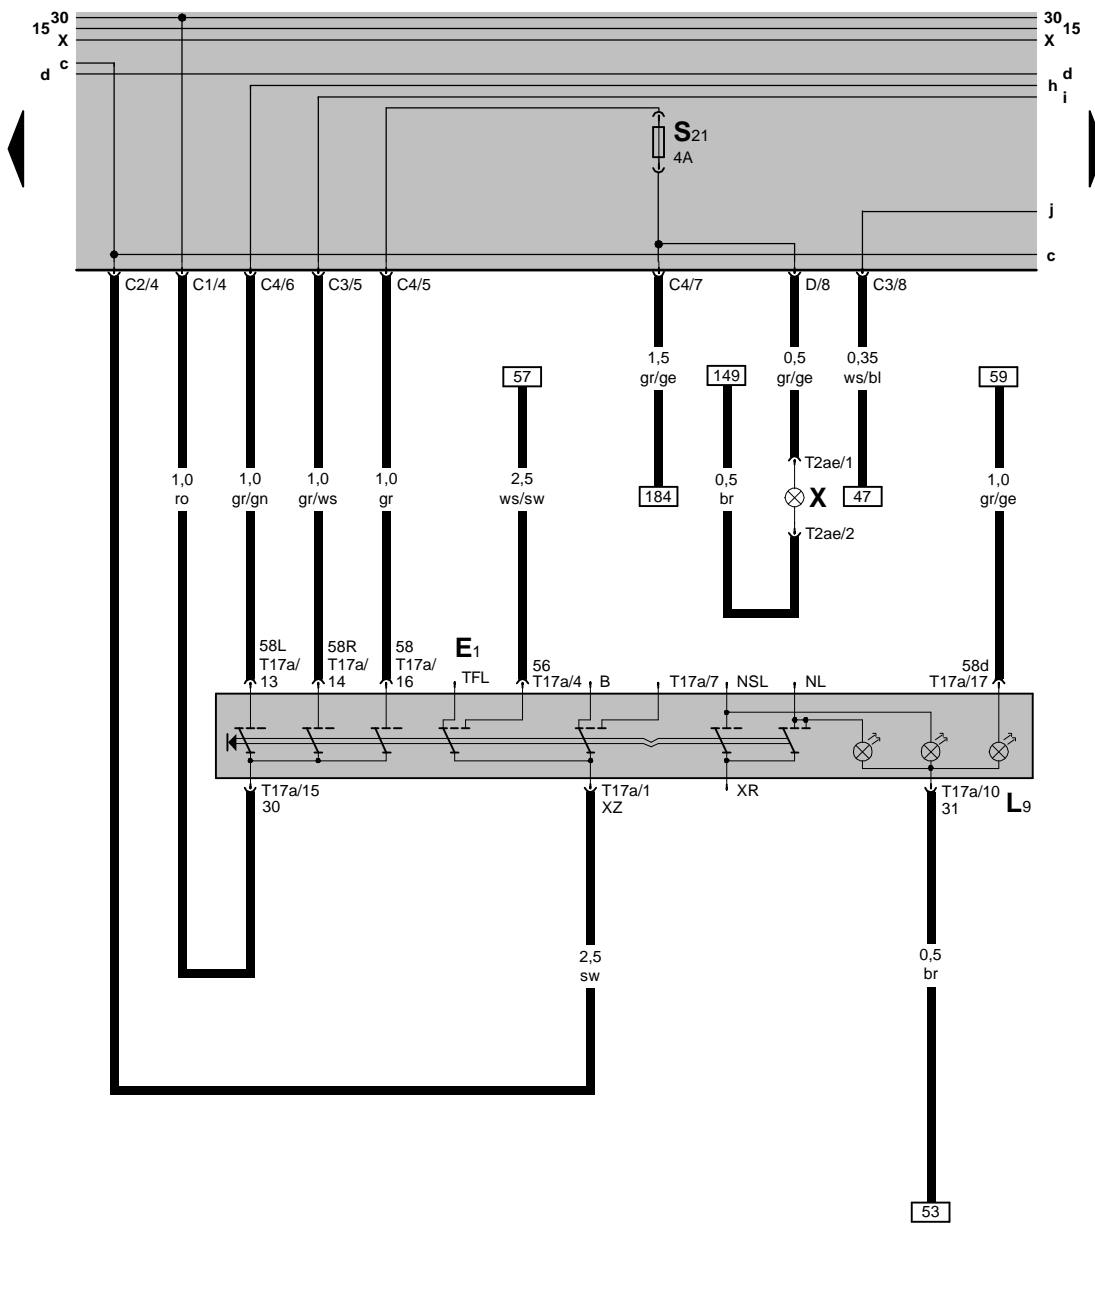 30 30
15 15
X X
c
d d
h
i
S21
4A
j
c
C2/4 C1/4 C4/6 C3/5 C4/5 C4/7 D/8 C3/8
1,5 0,5 0,35
gr/ge gr/ge ws/bl
57 149 59
T2ae/1
1,0 1,0 1,0 1,0 2,5 0,5 1,0
ro gr/gn gr/ws gr ws/sw br gr/ge
184 X 47
T2ae/2
58L 58R 58 E1
T17a/ T17a/ T17a/ 56 58d
13 14 16 TFL T17a/4 B T17a/7 NSL NL T17a/17
T17a/15 T17a/1 XR T17a/10
30 XZ 31 L9
2,5 0,5
sw br
53